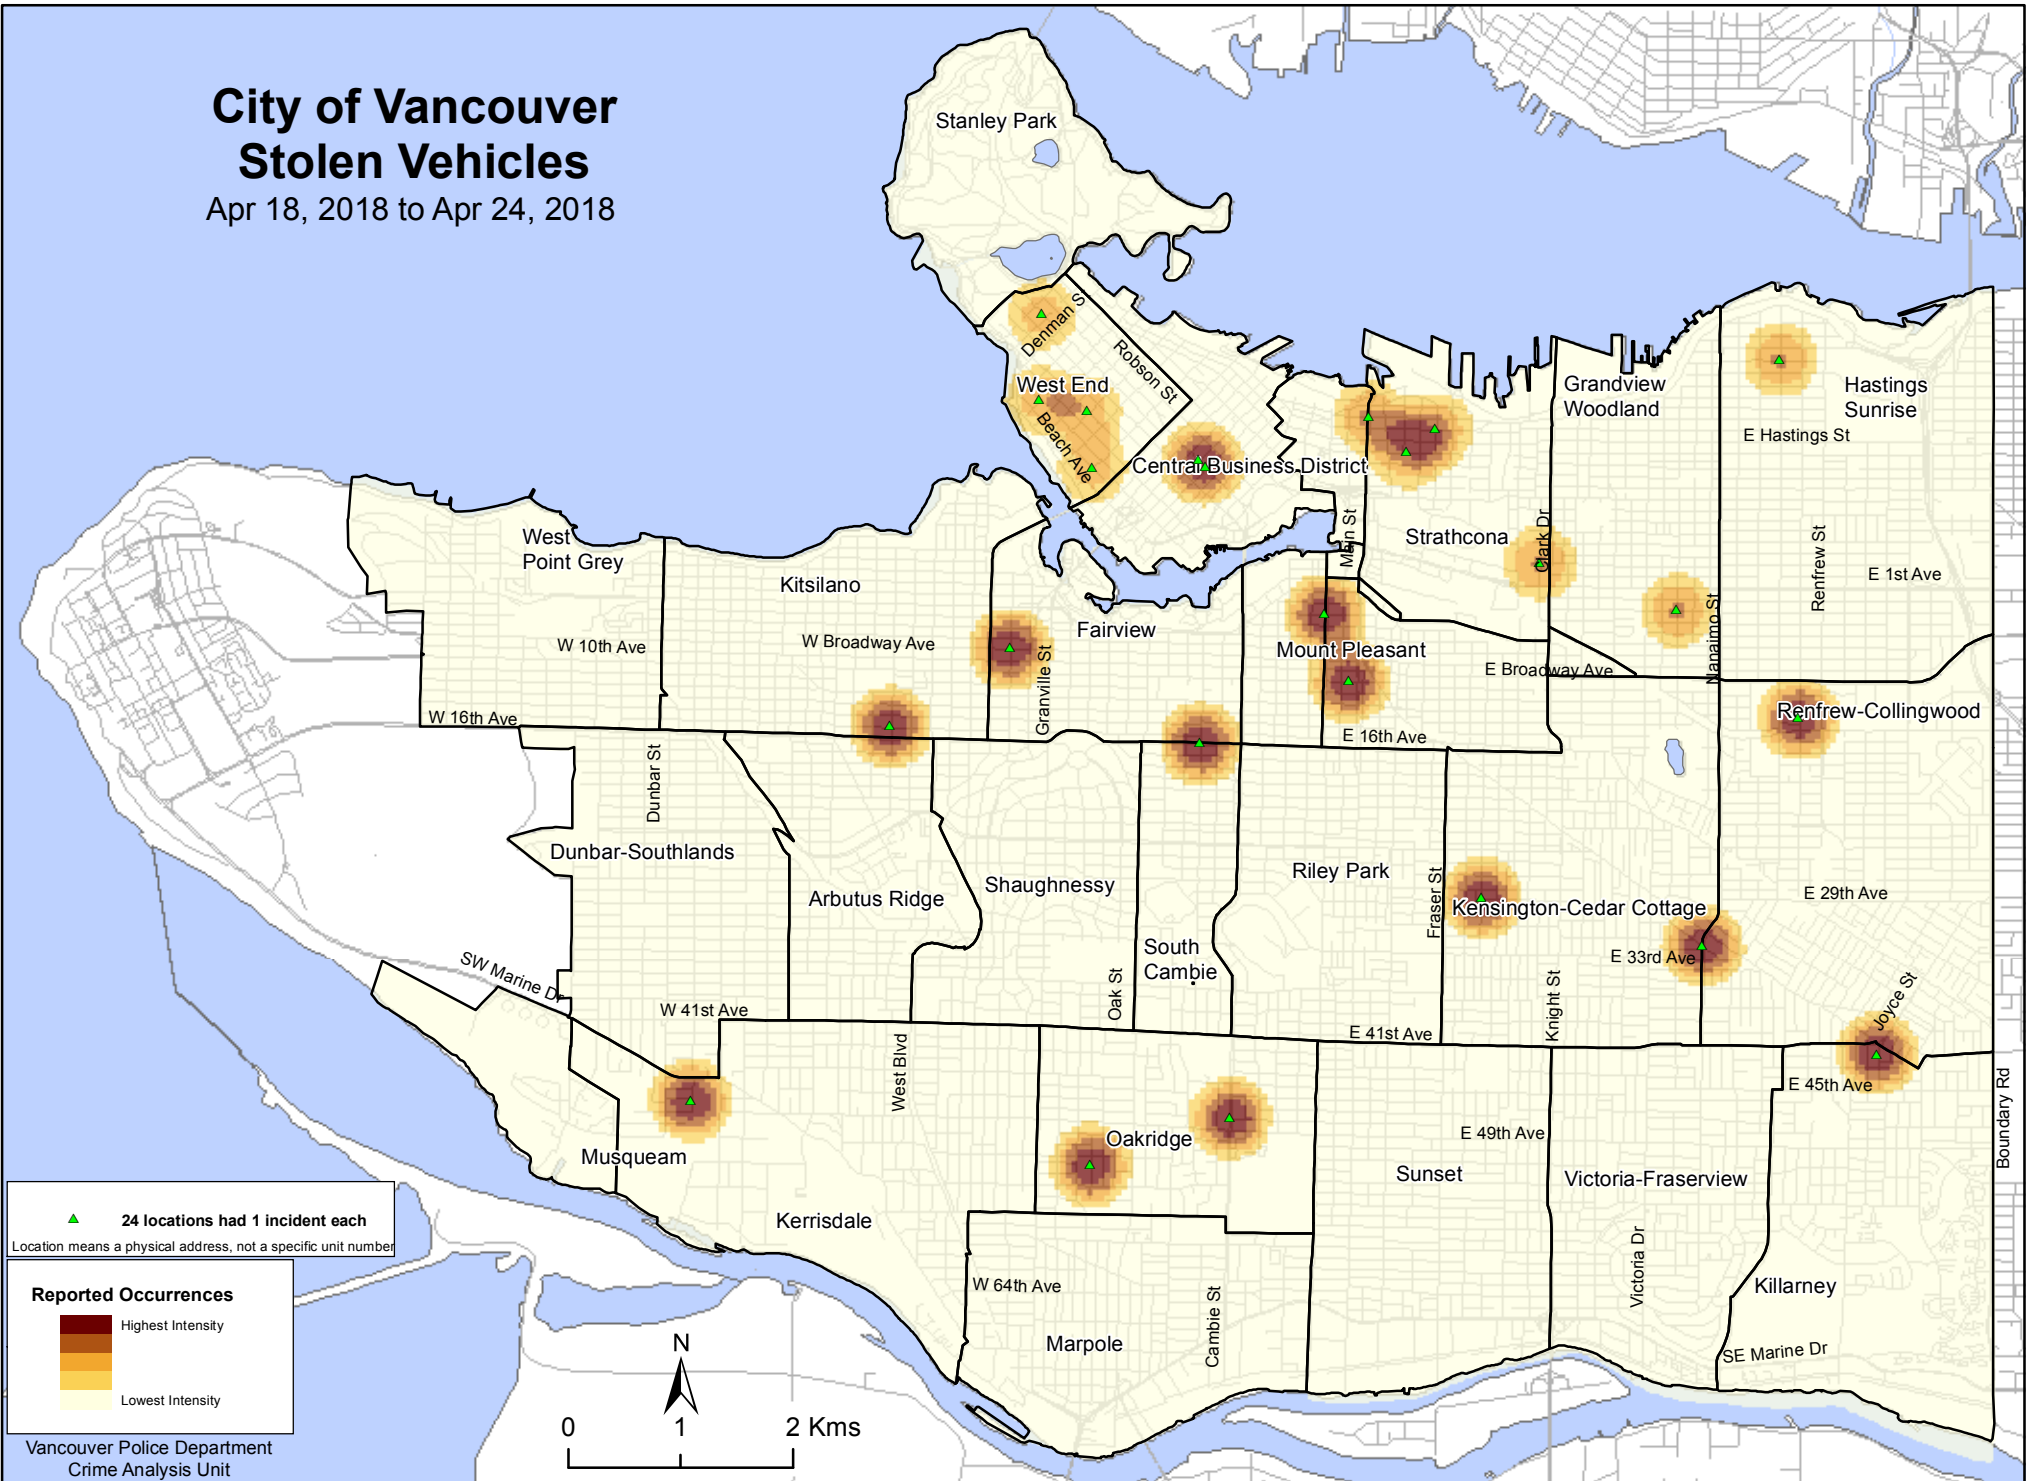 City of Vancouver
Stolen Vehicles
Apr 18, 2018 to Apr 24, 2018
Stanley Park
Denman S
Robson St
West End
Beach Ave
Central Business District
Grandview
Woodland
Hastings
Sunrise
E Hastings St
Main St
Strathcona
Clark Dr
Renfrew St
E 1st Ave
Nanaimo St
West
Point Grey
Kitsilano
W 10th Ave
W Broadway Ave
Fairview
Granville St
Mount Pleasant
E Broadway Ave
W 16th Ave
E 16th Ave
Renfrew-Collingwood
Dunbar St
Dunbar-Southlands
Arbutus Ridge
Shaughnessy
Riley Park
Fraser St
Kensington-Cedar Cottage
E 29th Ave
South
Cambie
E 33rd Ave
SW Marine Dr
Oak St
Knight St
Joyce St
W 41st Ave
E 41st Ave
West Blvd
E 45th Ave
Boundary Rd
Musqueam
Oakridge
E 49th Ave
Sunset
Victoria-Fraserview
Kerrisdale
W 64th Ave
Cambie St
Victoria Dr
Killarney
Marpole
SE Marine Dr
24 locations had 1 incident each
Location means a physical address, not a specific unit number
Reported Occurrences
Highest Intensity
Lowest Intensity
Vancouver Police Department
Crime Analysis Unit
N
0 1 2 Kms